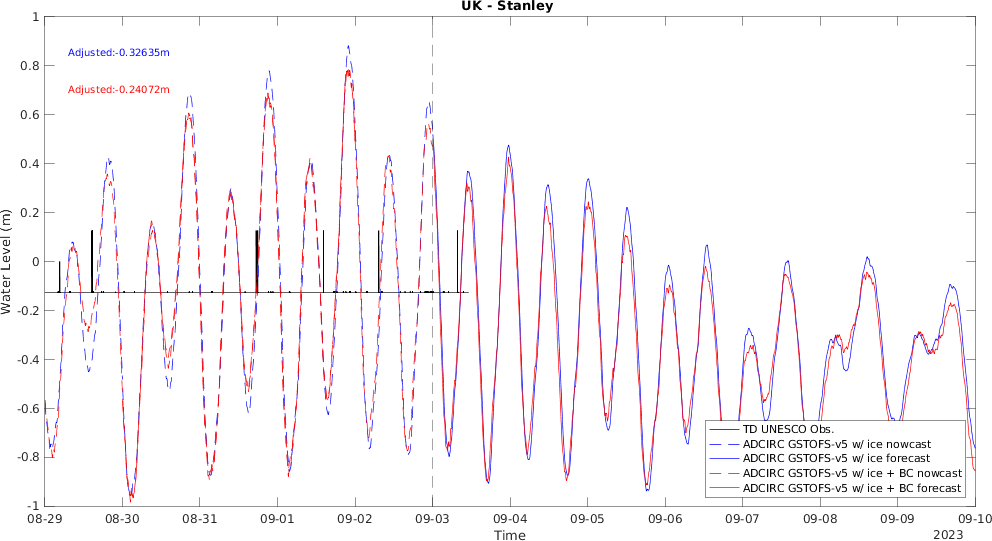 UK - Stanley
Adjusted:-0.32635m
Adjusted:-0.24072m
Water Level (m)
1
0.8
0.6
0.4
0.2
0
-0.2
-0.4
-0.6
-0.8
-1
TD UNESCO Obs.
ADCIRC GSTOFS-v5 w/ ice nowcast
ADCIRC GSTOFS-v5 w/ ice forecast
ADCIRC GSTOFS-v5 w/ ice + BC nowcast
ADCIRC GSTOFS-v5 w/ ice + BC forecast
08-29 08-30 08-31 09-01 09-02 09-03 09-04 09-05 09-06 09-07 09-08 09-09 09-10
Time
2023